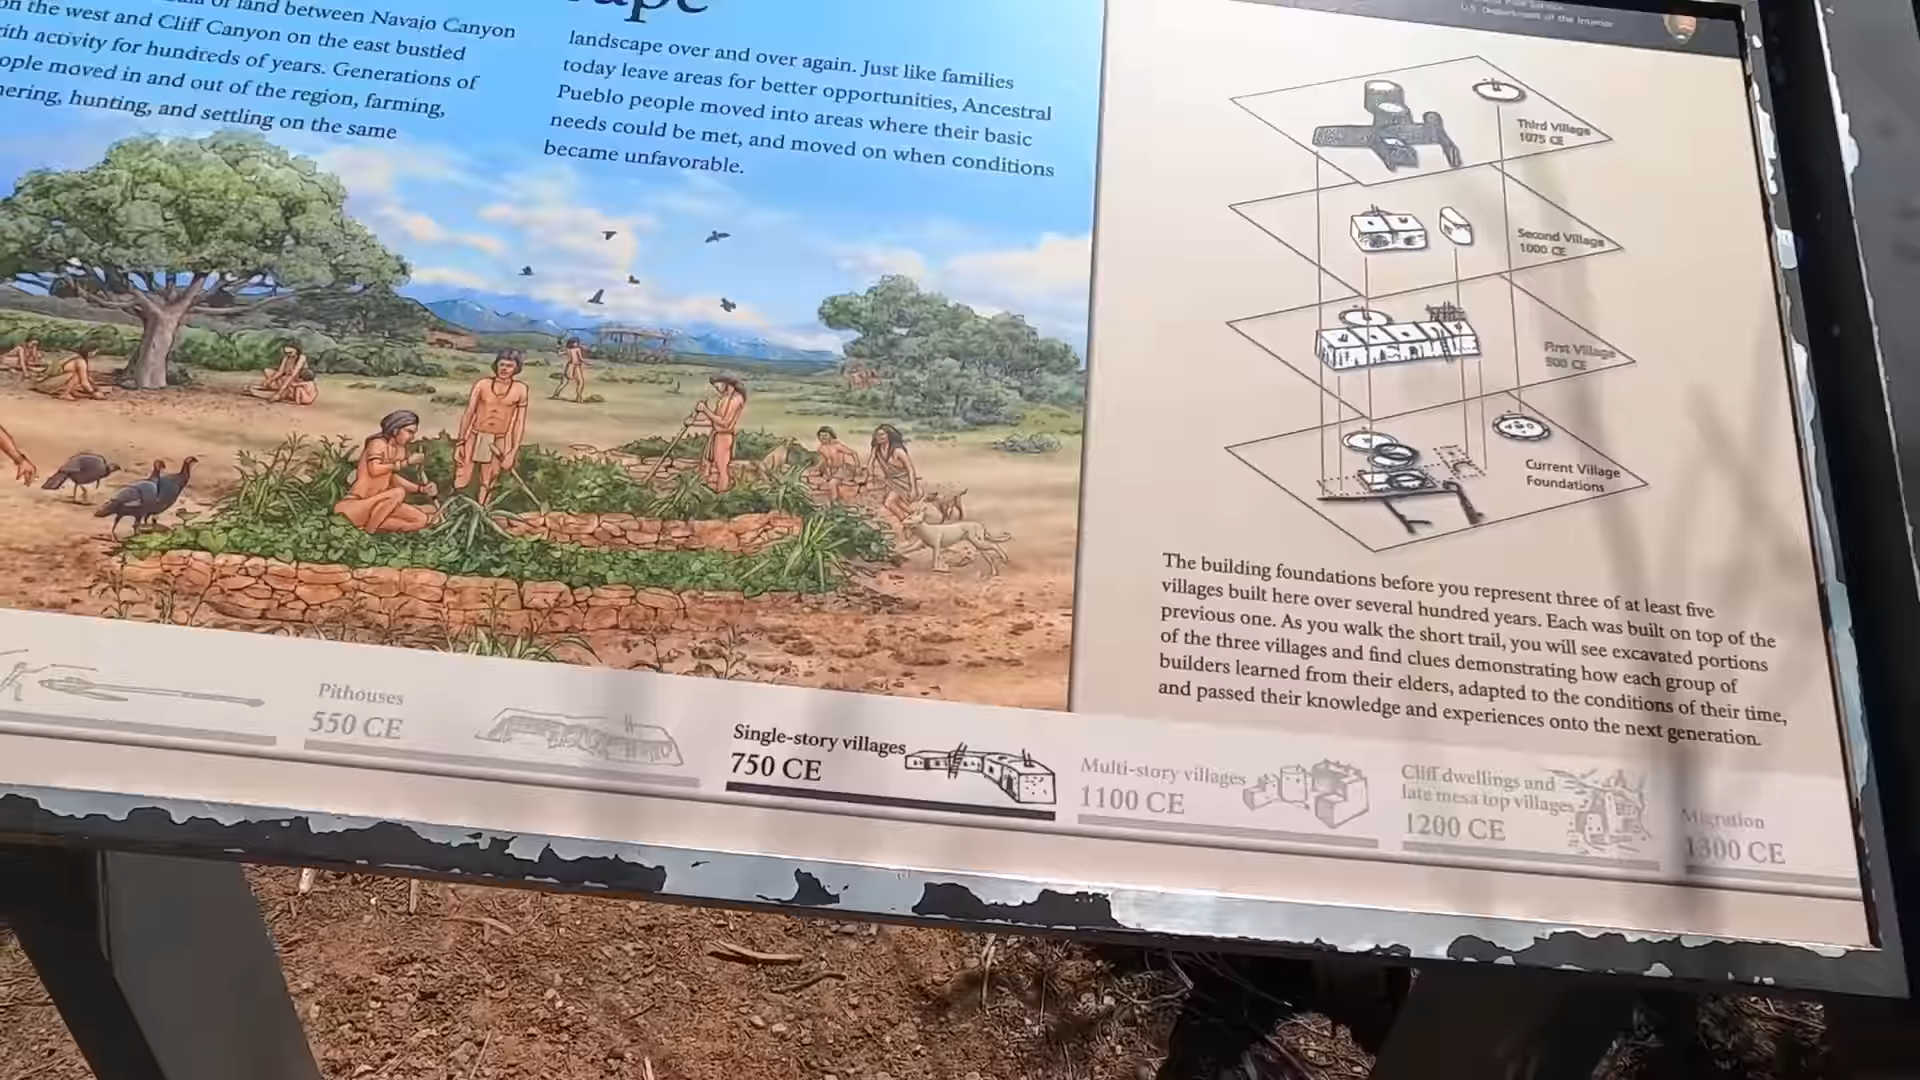 of land between Navajo Canyon
on the west and Cliff Canyon on the east bustled
with activity for hundreds of years. Generations of
people moved in and out of the region, farming,
hunting, and settling on the same
landscape over and over again. Just like families
today leave areas for better opportunities, Ancestral
Pueblo people moved into areas where their basic
needs could be met, and moved on when conditions
became unfavorable.
U.S. Department of the Interior
Third Village
1075 CE
Second Village
1000 CE
First Village
900 CE
Current Village
Foundations
The building foundations before you represent three of at least five
villages built here over several hundred years. Each was built on top of the
previous one. As you walk the short trail, you will see excavated portions
of the three villages and find clues demonstrating how each group of
builders learned from their elders, adapted to the conditions of their time,
and passed their knowledge and experiences onto the next generation.
Pithouses
550 CE
Single-story villages
750 CE
Multi-story villages
1100 CE
Cliff dwellings and
late mesa top villages
1200 CE
Migration
1300 CE